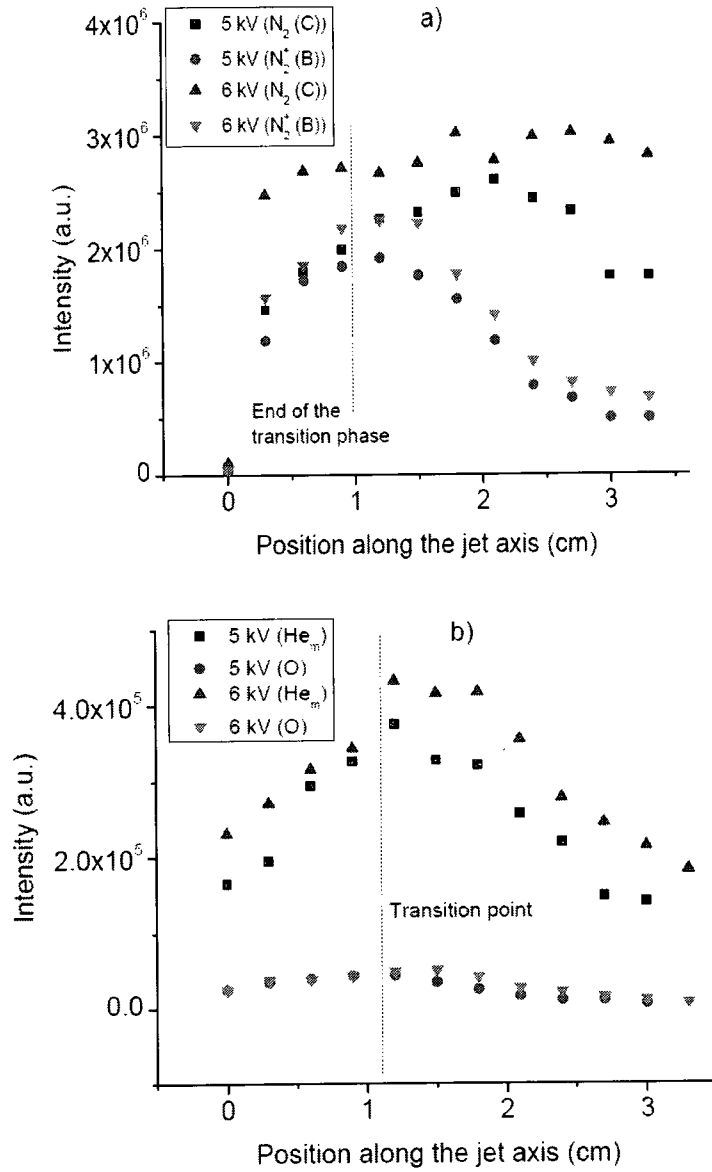 a)
4x10⁶
3x10⁶
2x10⁶
1x10⁶
0
5 kV (N₂ (C))
5 kV (N₂⁺(B))
6 kV (N₂ (C))
6 kV (N₂⁺(B))
End of the
transition phase
Intensity (a.u.)
0 1 2 3
Position along the jet axis (cm)
b)
5 kV (Heₘ)
5 kV (O)
6 kV (Heₘ)
6 kV (O)
4.0x10⁵
2.0x10⁵
0.0
Transition point
Intensity (a.u.)
0 1 2 3
Position along the jet axis (cm)